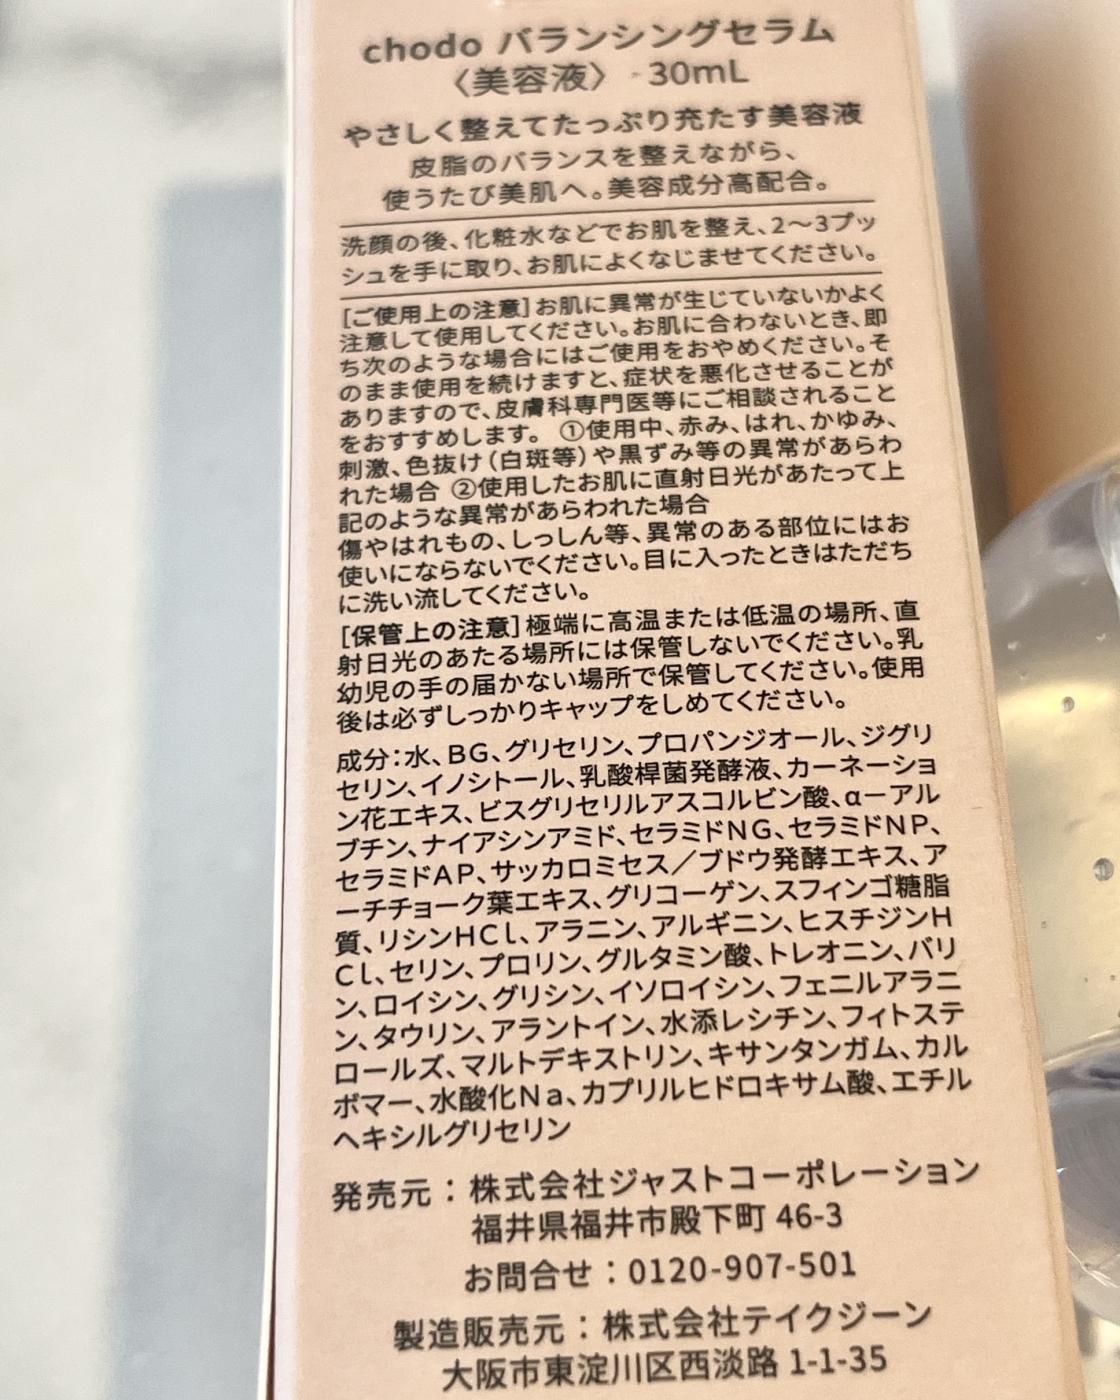 chodo バランシングセラム
〈美容液〉 30mL
やさしく整えてたっぷり充たす美容液
皮脂のバランスを整えながら、
使うたび美肌へ。美容成分高配合。
洗顔の後、化粧水などでお肌を整え、2〜3プッ
シュを手に取り、お肌によくなじませてください。
[ご使用上の注意]お肌に異常が生じていないかよく
注意して使用してください。お肌に合わないとき、即
ち次のような場合にはご使用をおやめください。そ
のまま使用を続けますと、症状を悪化させることが
ありますので、皮膚科専門医等にご相談されること
をおすすめします。 ①使用中、赤み、はれ、かゆみ、
刺激、色抜け（白斑等）や黒ずみ等の異常があらわ
れた場合 ②使用したお肌に直射日光があたって上
記のような異常があらわれた場合
傷やはれもの、しっしん等、異常のある部位にはお
使いにならないでください。目に入ったときはただち
に洗い流してください。
[保管上の注意]極端に高温または低温の場所、直
射日光のあたる場所には保管しないでください。乳
幼児の手の届かない場所で保管してください。使用
後は必ずしっかりキャップをしめてください。
成分：水、BG、グリセリン、プロパンジオール、ジグリ
セリン、イノシトール、乳酸桿菌発酵液、カーネーショ
ン花エキス、ビスグリセリルアスコルビン酸、α－アル
ブチン、ナイアシンアミド、セラミドNG、セラミドNP、
セラミドAP、サッカロミセス／ブドウ発酵エキス、ア
ーチチョーク葉エキス、グリコーゲン、スフィンゴ糖脂
質、リシンHCl、アラニン、アルギニン、ヒスチジンH
Cl、セリン、プロリン、グルタミン酸、トレオニン、バリ
ン、ロイシン、グリシン、イソロイシン、フェニルアラニ
ン、タウリン、アラントイン、水添レシチン、フィトステ
ロールズ、マルトデキストリン、キサンタンガム、カル
ボマー、水酸化Na、カプリルヒドロキサム酸、エチル
ヘキシルグリセリン
発売元：株式会社ジャストコーポレーション
福井県福井市殿下町 46-3
お問合せ：0120-907-501
製造販売元：株式会社テイクジーン
大阪市東淀川区西淡路 1-1-35